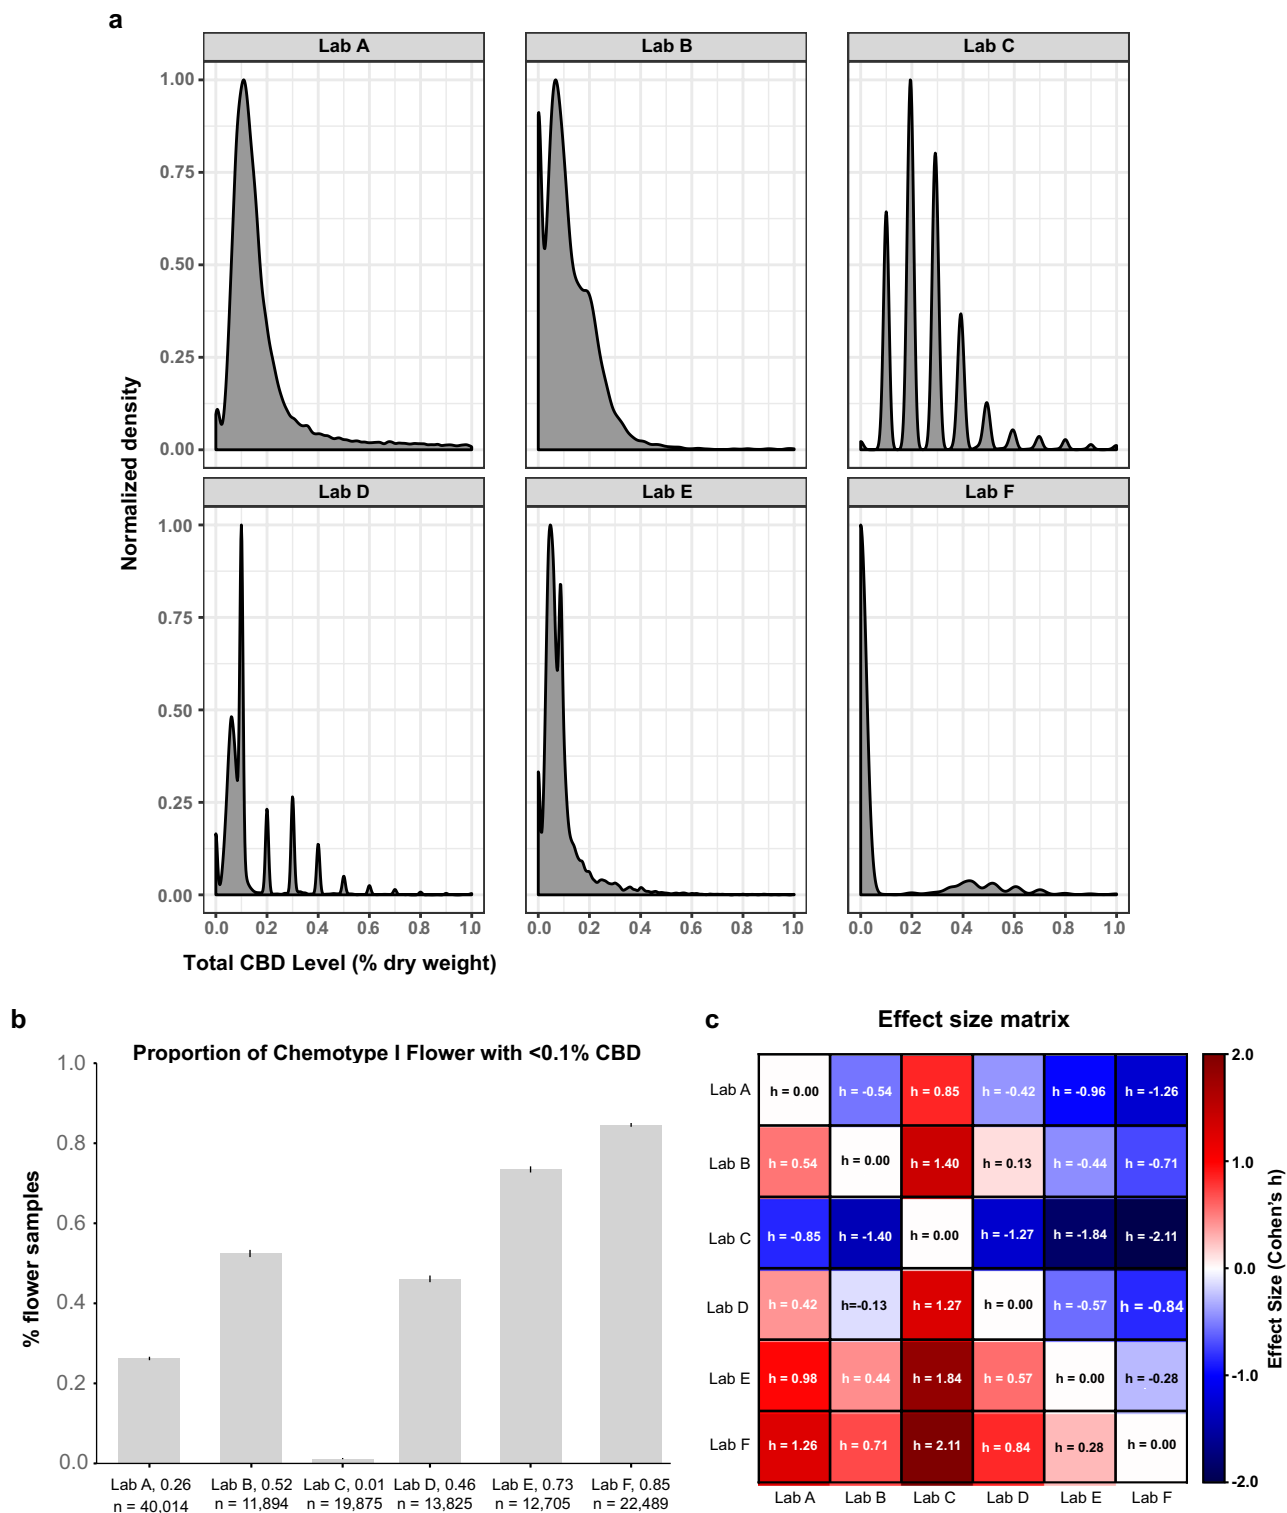 a
Lab A
Lab B
Lab C
1.00
0.75
0.50
0.25
0.00
Lab D
Lab E
Lab F
1.00
0.75
0.50
0.25
0.00
Normalized density
0.0 0.2 0.4 0.6 0.8 1.0
0.0 0.2 0.4 0.6 0.8 1.0
0.0 0.2 0.4 0.6 0.8 1.0
Total CBD Level (% dry weight)
b
Proportion of Chemotype I Flower with <0.1% CBD
1.0
0.8
0.6
0.4
0.2
0.0
% flower samples
Lab A, 0.26 Lab B, 0.52 Lab C, 0.01 Lab D, 0.46 Lab E, 0.73 Lab F, 0.85
n = 40,014 n = 11,894 n = 19,875 n = 13,825 n = 12,705 n = 22,489
c
Effect size matrix
Lab A h = 0.00 h = -0.54 h = 0.85 h = -0.42 h = -0.96 h = -1.26
Lab B h = 0.54 h = 0.00 h = 1.40 h = 0.13 h = -0.44 h = -0.71
Lab C h = -0.85 h = -1.40 h = 0.00 h = -1.27 h = -1.84 h = -2.11
Lab D h = 0.42 h=-0.13 h = 1.27 h = 0.00 h = -0.57 h = -0.84
Lab E h = 0.98 h = 0.44 h = 1.84 h = 0.57 h = 0.00 h = -0.28
Lab F h = 1.26 h = 0.71 h = 2.11 h = 0.84 h = 0.28 h = 0.00
Lab A Lab B Lab C Lab D Lab E Lab F
2.0
1.0
0.0
-1.0
-2.0
Effect Size (Cohen's h)